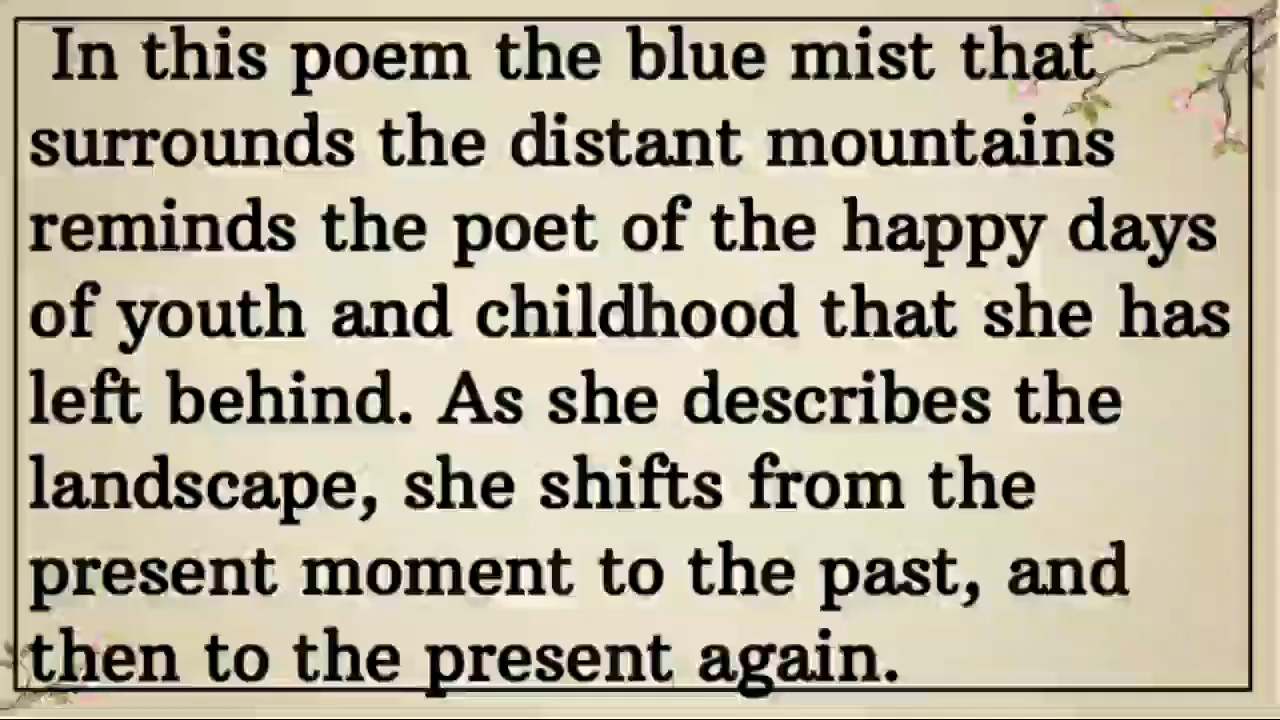 In this poem the blue mist that
surrounds the distant mountains
reminds the poet of the happy days
of youth and childhood that she has
left behind. As she describes the
landscape, she shifts from the
present moment to the past, and
then to the present again.